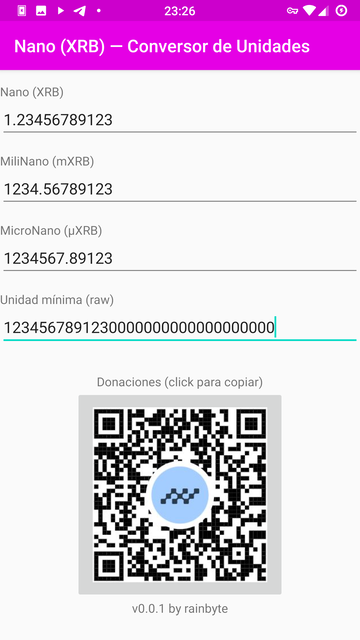 23:26
Nano (XRB) — Conversor de Unidades
Nano (XRB)
1.23456789123
MiliNano (mXRB)
1234.56789123
MicroNano (µXRB)
1234567.89123
Unidad mínima (raw)
1234567891230000000000000000000
Donaciones (click para copiar)
v0.0.1 by rainbyte